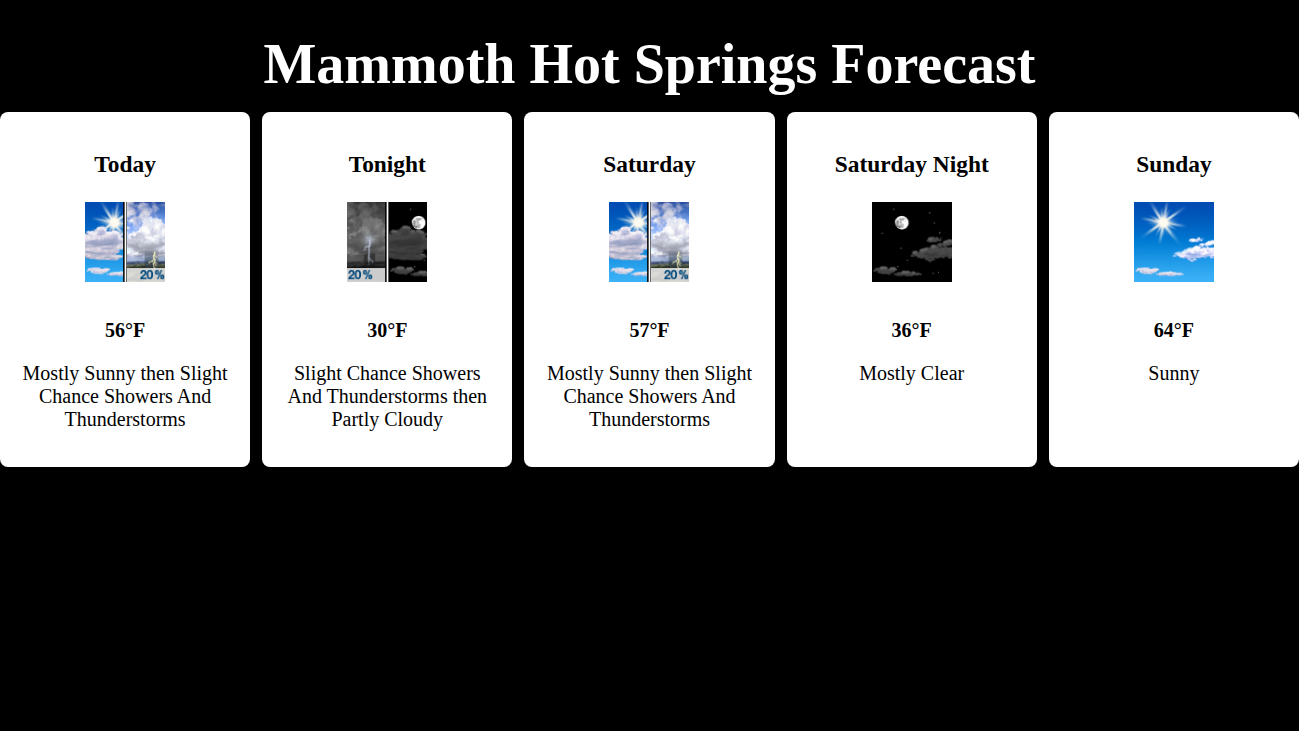 Mammoth Hot Springs Forecast
Today
20%
56°F
Mostly Sunny then Slight
Chance Showers And
Thunderstorms
Tonight
20%
30°F
Slight Chance Showers
And Thunderstorms then
Partly Cloudy
Saturday
20%
57°F
Mostly Sunny then Slight
Chance Showers And
Thunderstorms
Saturday Night
36°F
Mostly Clear
Sunday
64°F
Sunny